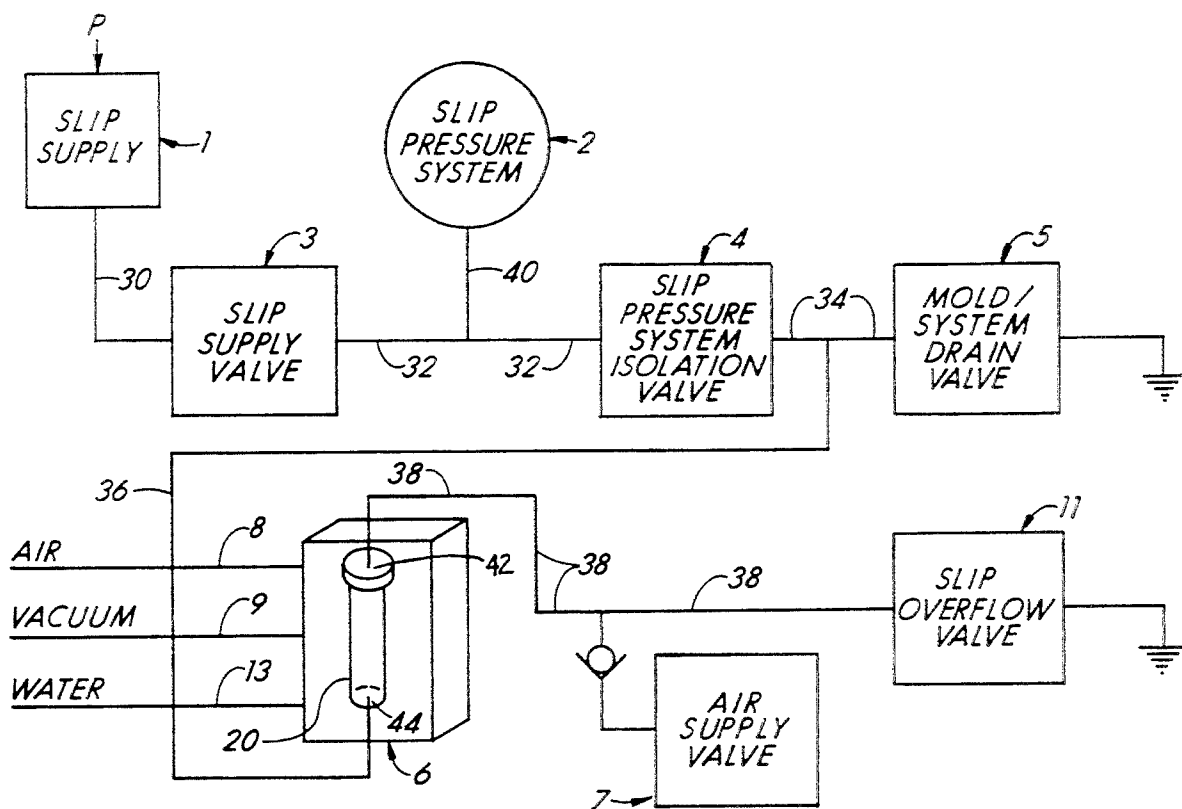 P
SLIP
SUPPLY
1
SLIP
PRESSURE
SYSTEM
2
30
3
SLIP
SUPPLY
VALVE
32
40
32
4
SLIP
PRESSURE
SYSTEM
ISOLATION
VALVE
34
5
MOLD/
SYSTEM
DRAIN
VALVE
36
38
AIR
8
42
38
38
11
SLIP
OVERFLOW
VALVE
VACUUM
9
WATER
13
20
44
6
AIR
SUPPLY
VALVE
7